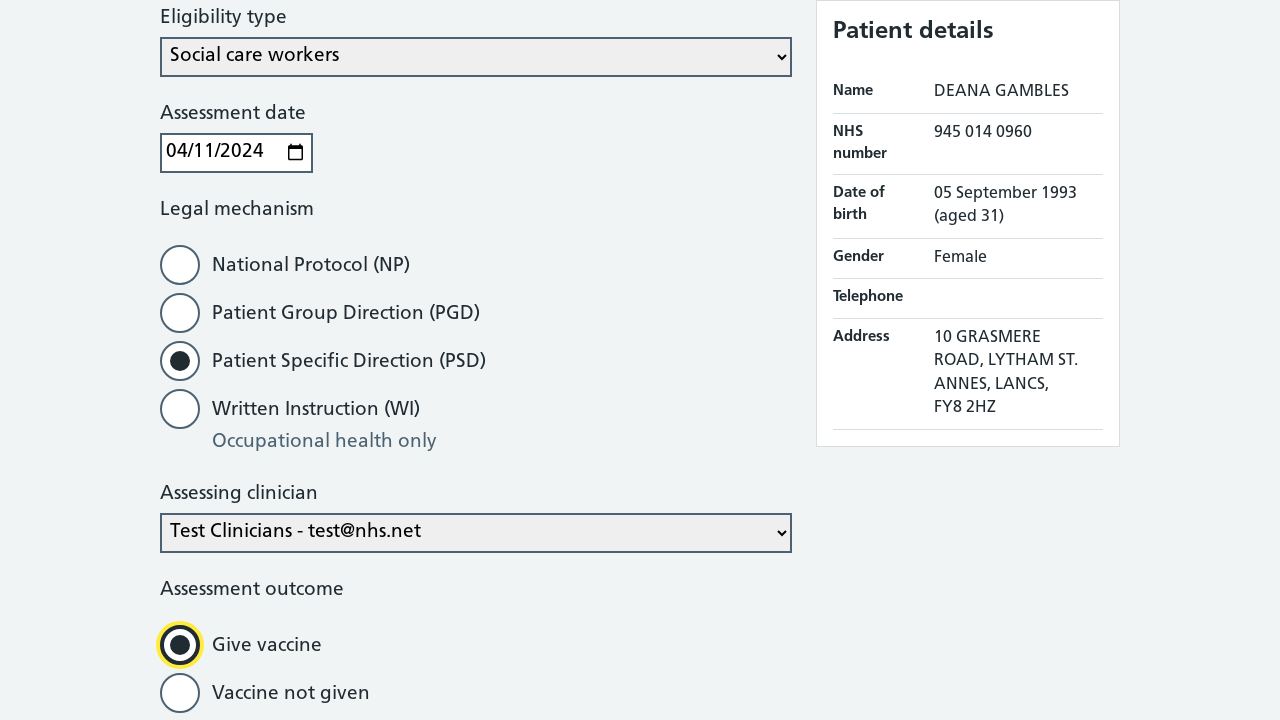 Eligibility type
Social care workers
Assessment date
04/11/2024
Legal mechanism
National Protocol (NP)
Patient Group Direction (PGD)
Patient Specific Direction (PSD)
Written Instruction (WI)
Occupational health only
Assessing clinician
Test Clinicians - test@nhs.net
Assessment outcome
Give vaccine
Vaccine not given
Patient details
Name DEANA GAMBLES
NHS number 945 014 0960
Date of birth 05 September 1993 (aged 31)
Gender Female
Telephone
Address 10 GRASMERE
ROAD, LYTHAM ST.
ANNES, LANCS,
FY8 2HZ